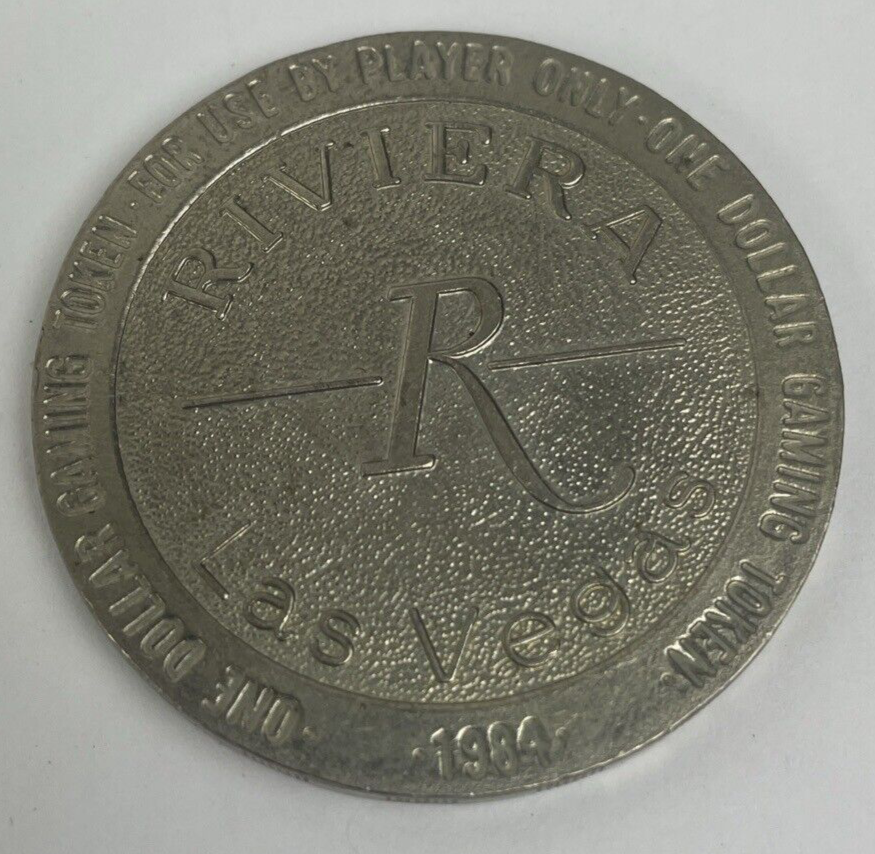 ·ONE DOLLAR GAMING TOKEN·FOR USE BY PLAYER ONLY·ONE DOLLAR GAMING TOKEN·
RIVIERA
R
Las Vegas
·1984·